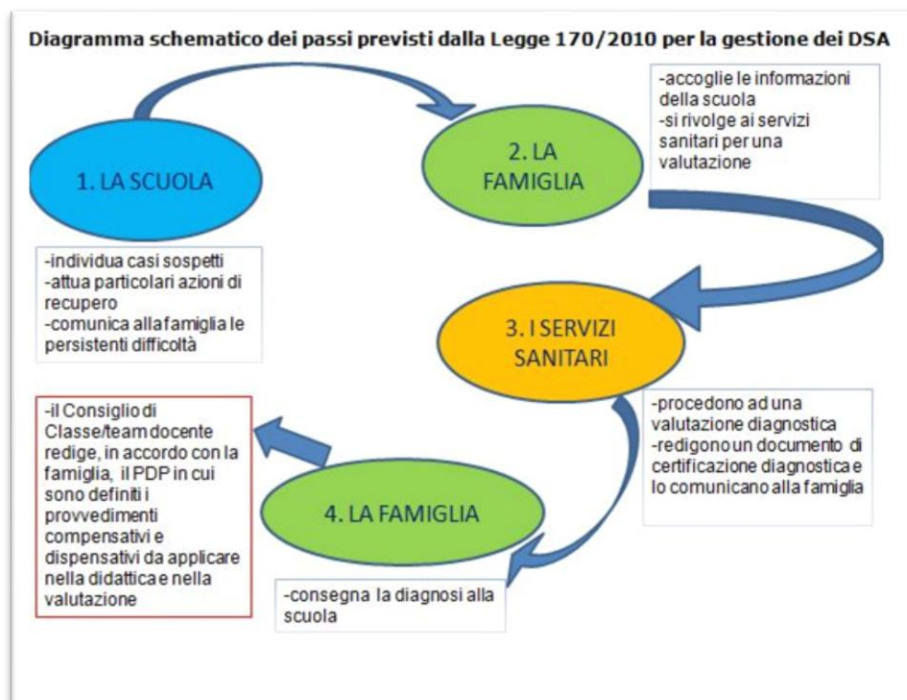 Diagramma schematico dei passi previsti dalla Legge 170/2010 per la gestione dei DSA
1. LA SCUOLA
-individua casi sospetti
-attua particolari azioni di
recupero
-comunica alla famiglia le
persistenti difficoltà
2. LA
FAMIGLIA
-accoglie le informazioni
della scuola
-si rivolge ai servizi
sanitari per una
valutazione
3. I SERVIZI
SANITARI
-procedono ad una
valutazione diagnostica
-redigono un documento di
certificazione diagnostica e
lo comunicano alla famiglia
4. LA FAMIGLIA
-consegna la diagnosi alla
scuola
-il Consiglio di
Classe/team docente
redige, in accordo con la
famiglia, il PDP in cui
sono definiti i
provvedimenti
compensativi e
dispensativi da applicare
nella didattica e nella
valutazione